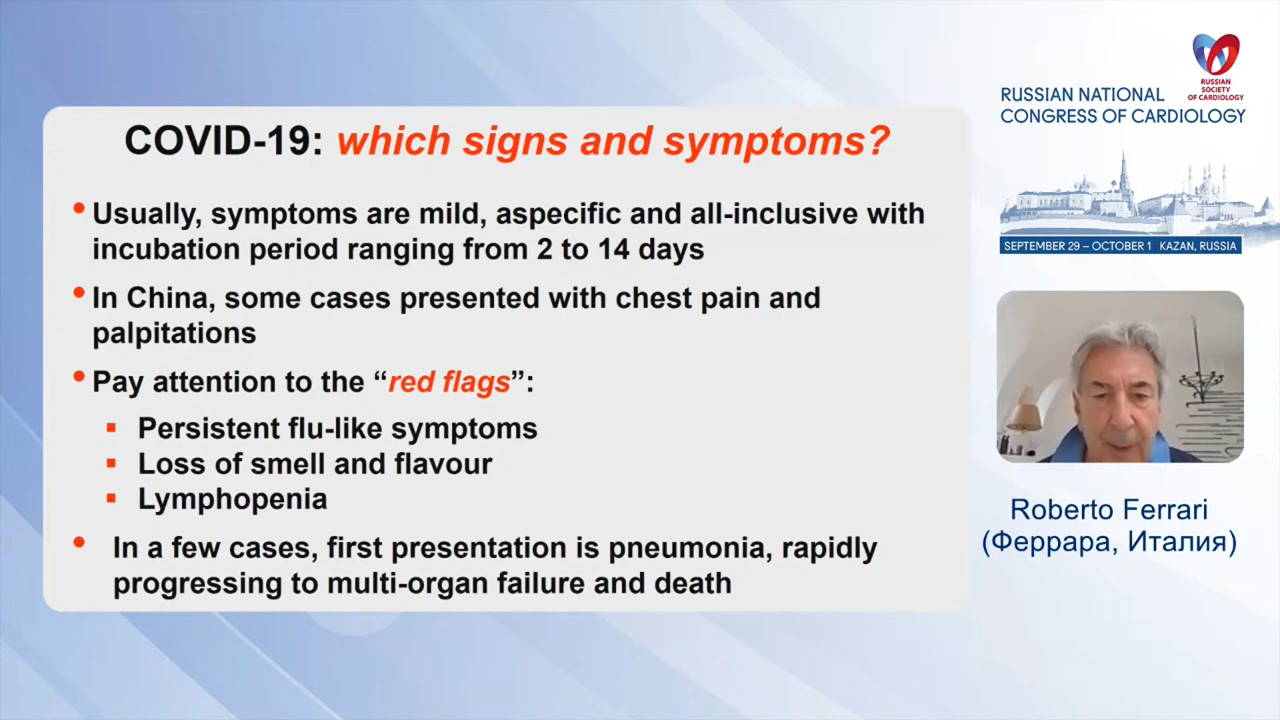 COVID-19: which signs and symptoms?
• Usually, symptoms are mild, aspecific and all-inclusive with
incubation period ranging from 2 to 14 days
• In China, some cases presented with chest pain and
palpitations
• Pay attention to the “red flags”:
▪ Persistent flu-like symptoms
▪ Loss of smell and flavour
▪ Lymphopenia
• In a few cases, first presentation is pneumonia, rapidly
progressing to multi-organ failure and death
RUSSIAN
SOCIETY
OF CARDIOLOGY
RUSSIAN NATIONAL
CONGRESS OF CARDIOLOGY
SEPTEMBER 29 – OCTOBER 1 KAZAN, RUSSIA
Roberto Ferrari
(Феррара, Италия)